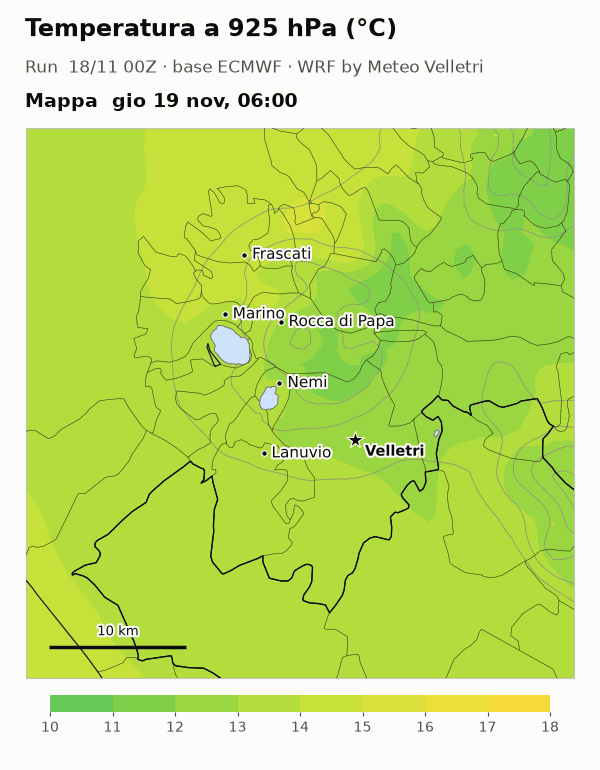 Temperatura a 925 hPa (°C)
Run  18/11 00Z · base ECMWF · WRF by Meteo Velletri
Mappa  gio 19 nov, 06:00
Frascati
Marino
Rocca di Papa
Nemi
Velletri
Lanuvio
10 km
10 11 12 13 14 15 16 17 18